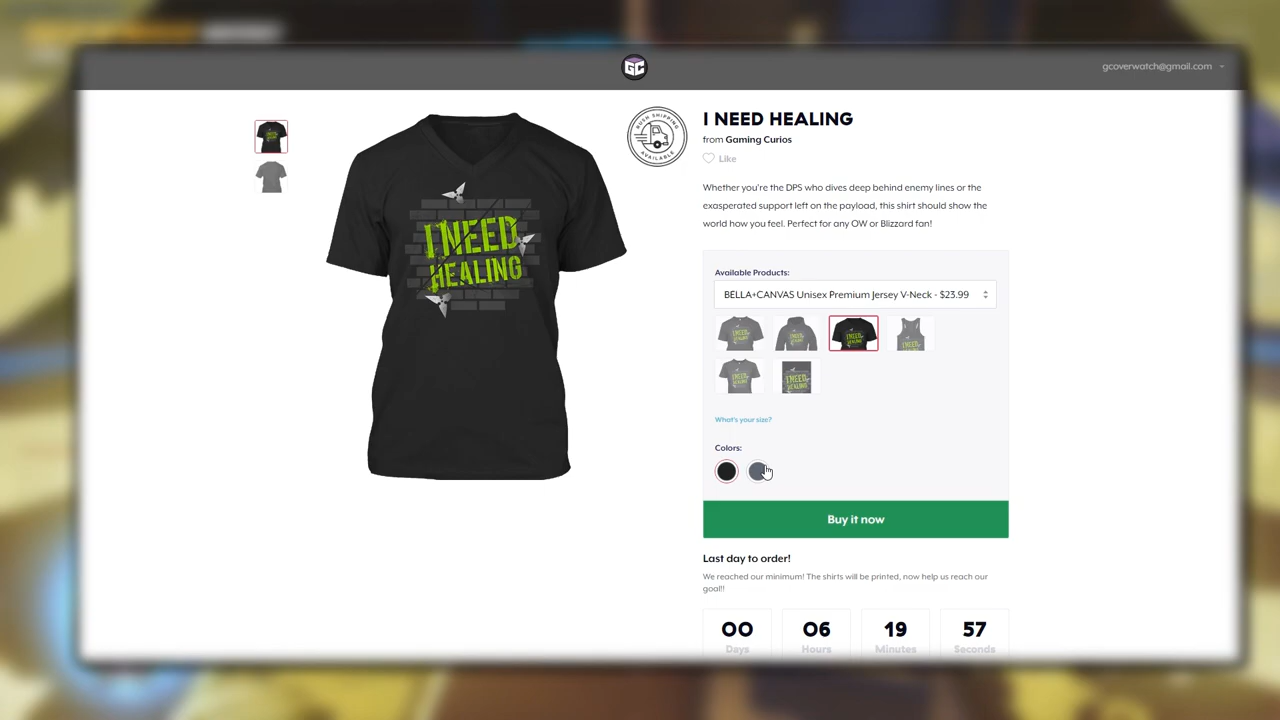 GC
gcoverwatch@gmail.com
RUSH SHIPPING
AVAILABLE
I NEED HEALING
from Gaming Curios
Like
Whether you're the DPS who dives deep behind enemy lines or the
exasperated support left on the payload, this shirt should show the
world how you feel. Perfect for any OW or Blizzard fan!
I NEED
HEALING
Available Products:
BELLA+CANVAS Unisex Premium Jersey V-Neck - $23.99
What's your size?
Colors:
Buy it now
Last day to order!
We reached our minimum! The shirts will be printed, now help us reach our
goal!!
00 06 19 57
Days Hours Minutes Seconds